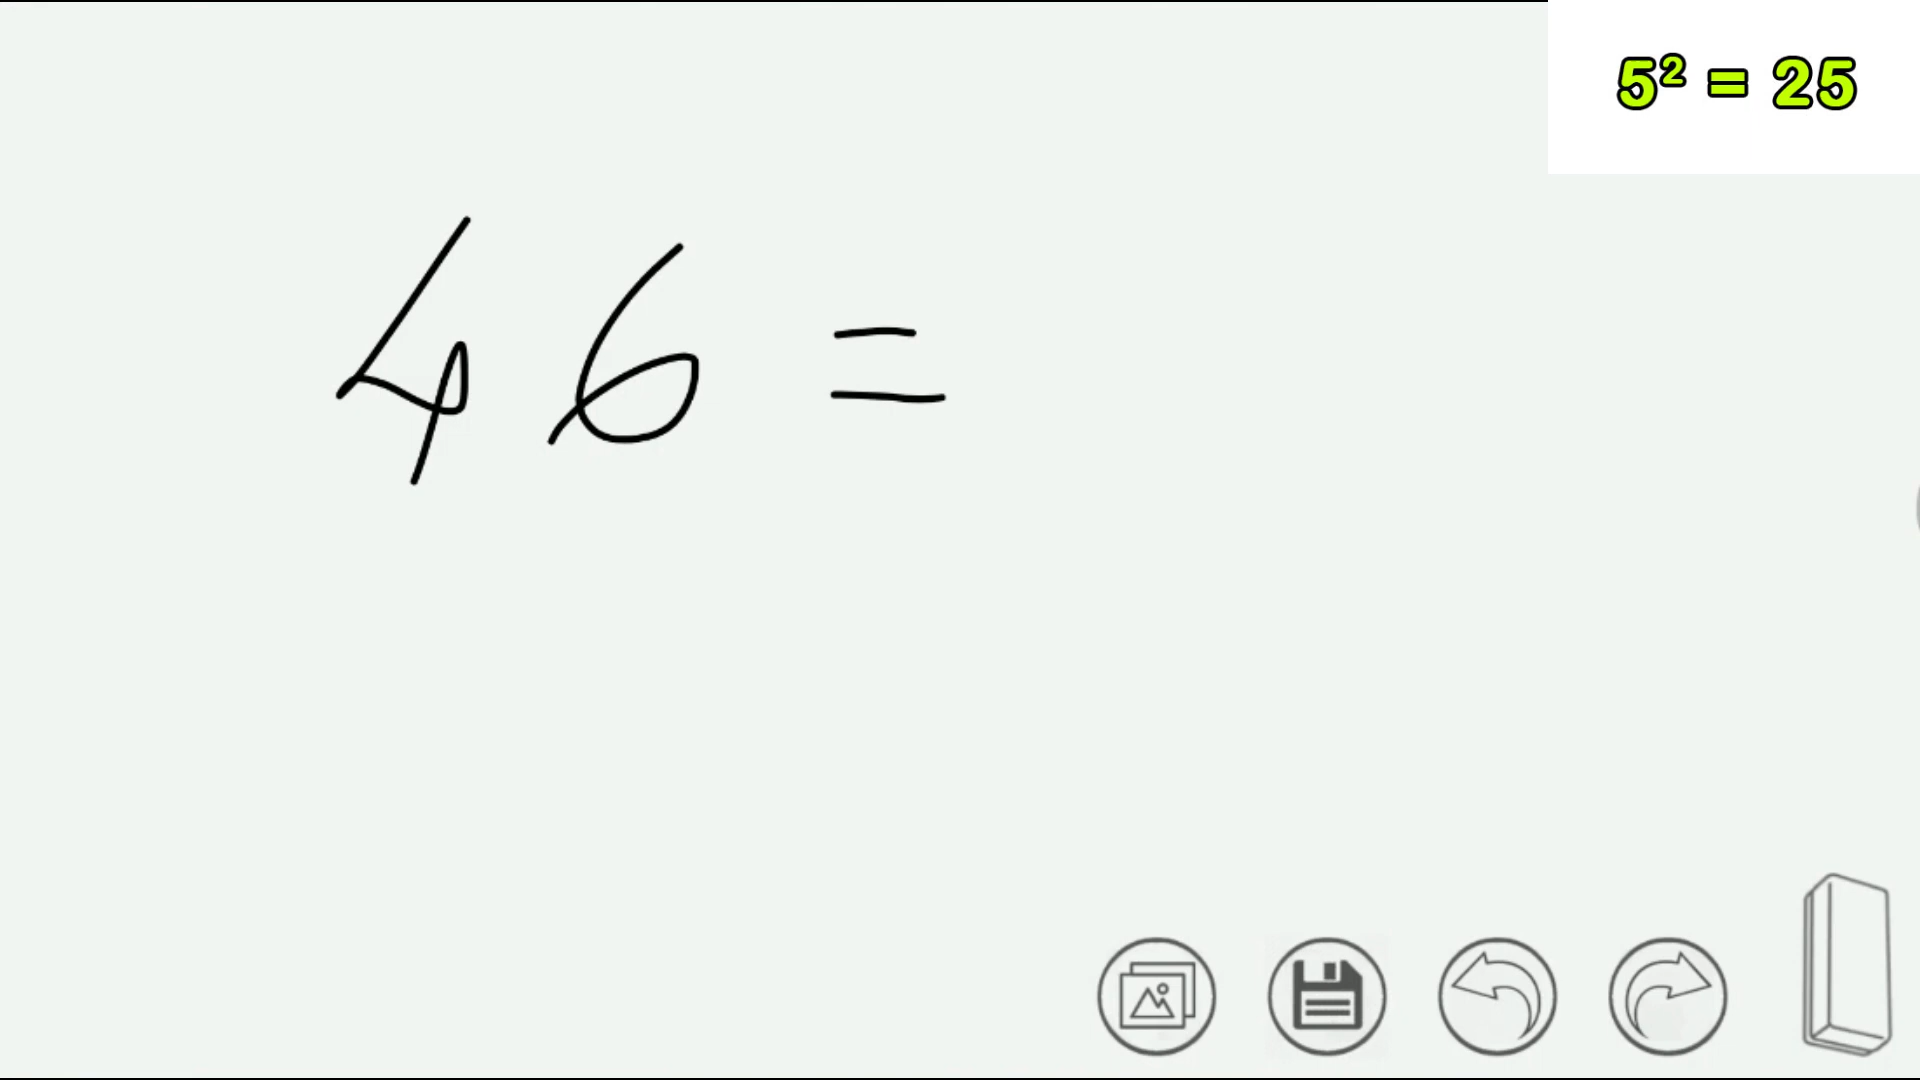 5² = 25
46 =